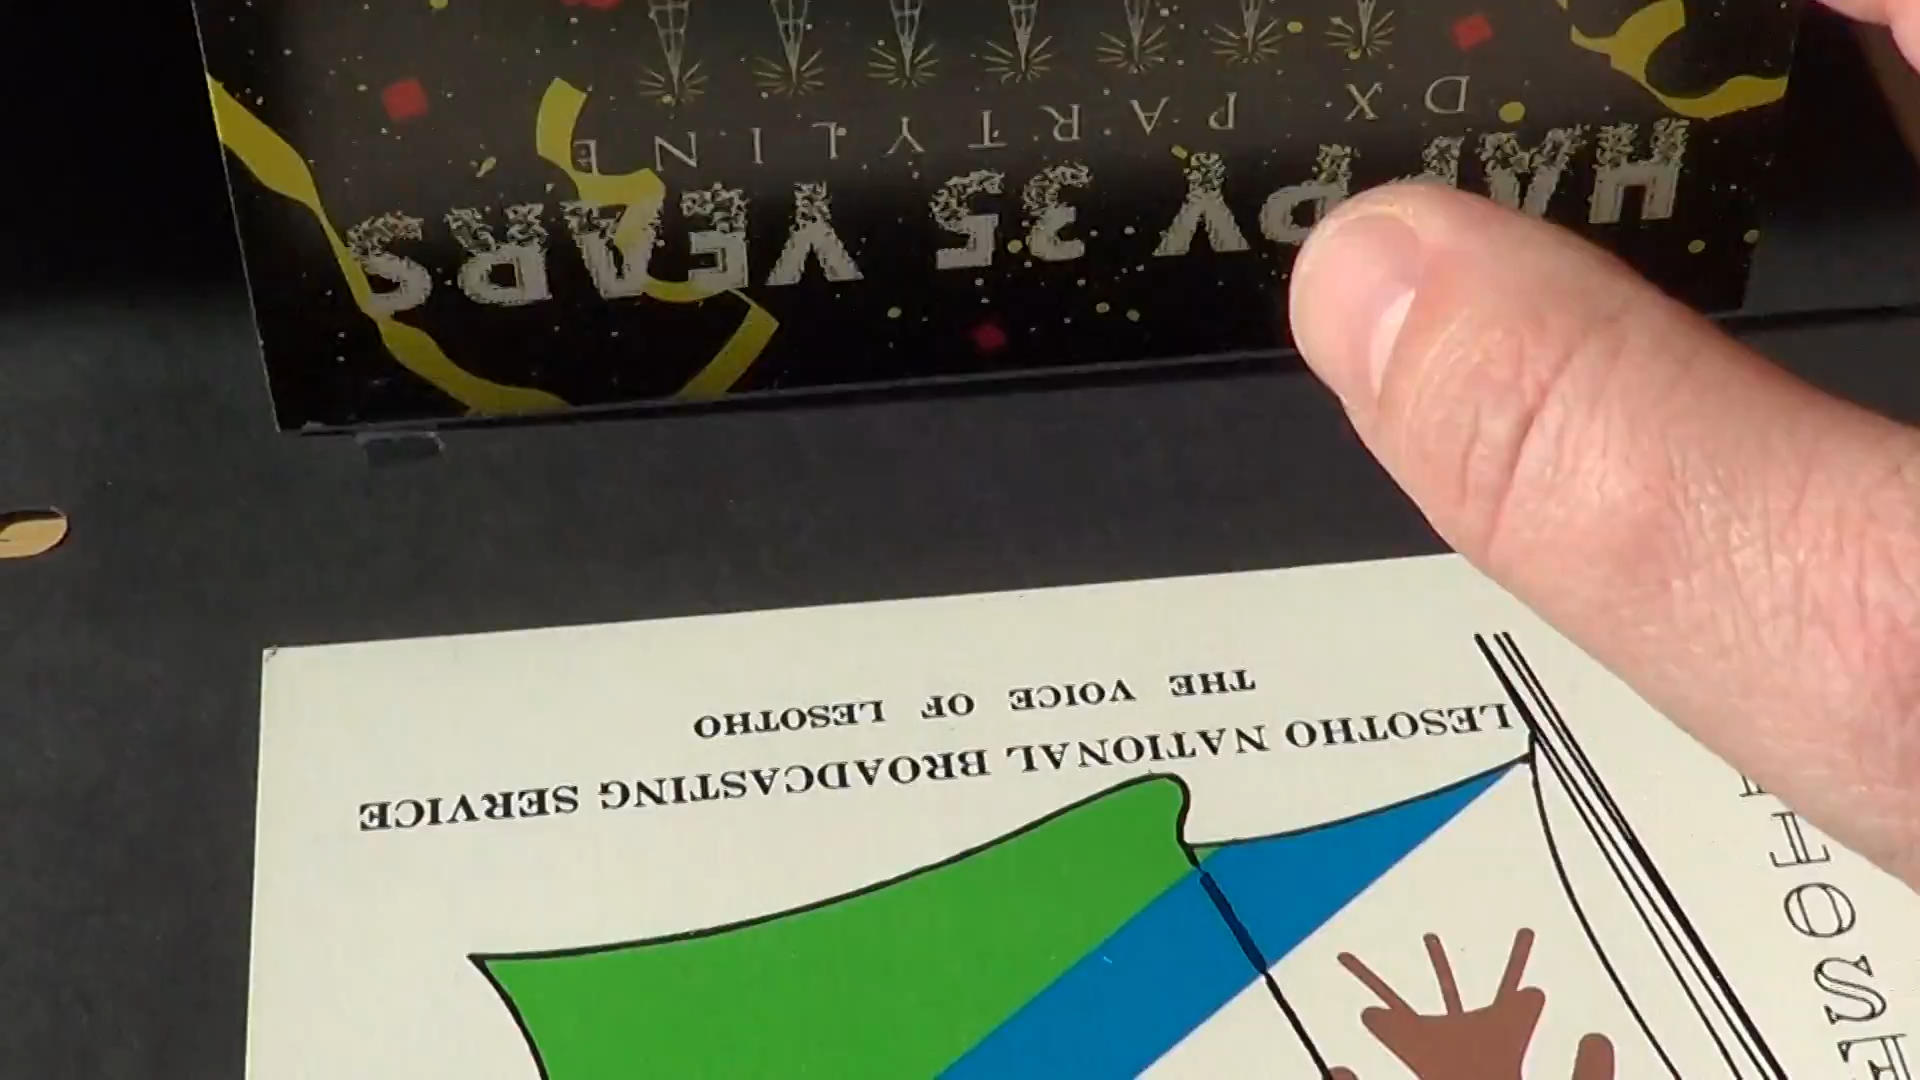 LESOTHO NATIONAL BROADCASTING SERVICE
THE VOICE OF LESOTHO
HAPPY 35 YEARS
DX PARTYLINE